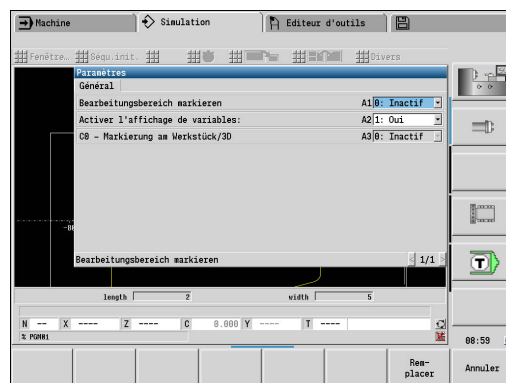 Machine Simulation Editeur d'outils
Fenêtre... Séqu.init. Divers
Paramètres
Général
Bearbeitungsbereich markieren A1 0: Inactif
Activer l'affichage de variables: A2 1: Oui
C0 - Markierung am Werkstück/3D A3 0: Inactif
Bearbeitungsbereich markieren 1/1
length 2 width 5
N -- X ---- Z ---- C 0.000 Y ---- T ----
% PGM01
08:59
T
Rem-
placer
Annuler